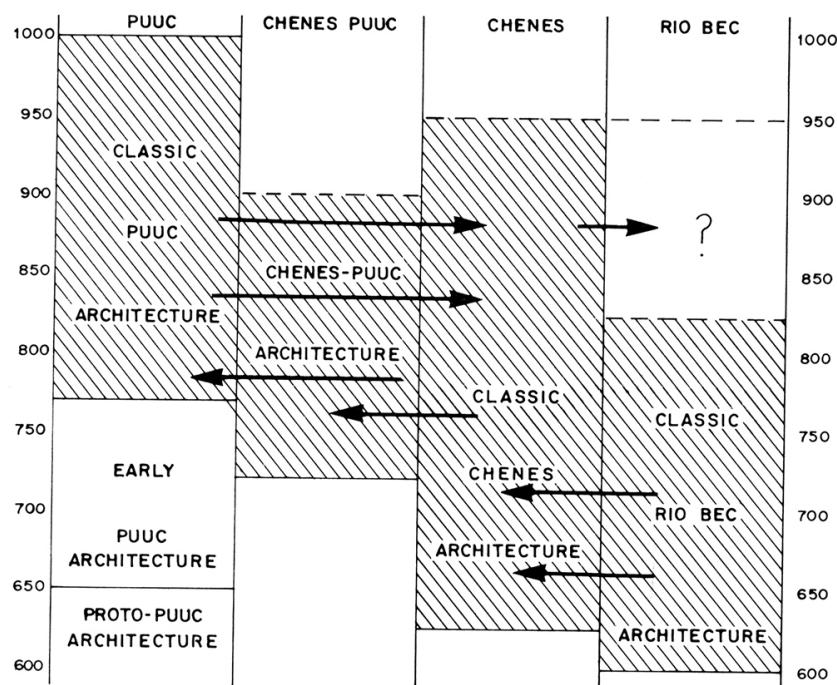 PUUC
CHENES PUUC
CHENES
RIO BEC
1000
950
900
850
800
750
700
650
600
CLASSIC
PUUC
ARCHITECTURE
EARLY
PUUC
ARCHITECTURE
PROTO-PUUC
ARCHITECTURE
CHENES-PUUC
ARCHITECTURE
CLASSIC
CHENES
ARCHITECTURE
?
CLASSIC
RIO BEC
ARCHITECTURE
1000
950
900
850
800
750
700
650
600